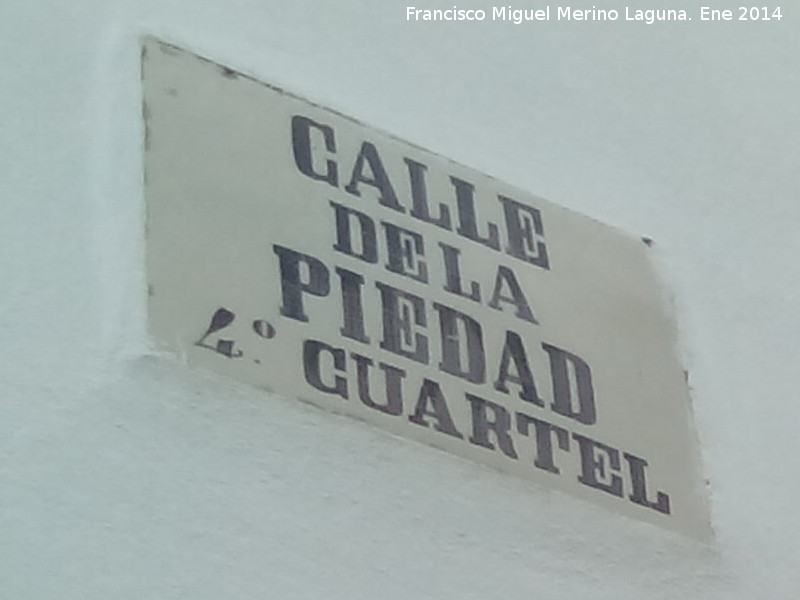 Francisco Miguel Merino Laguna. Ene 2014
CALLE
DE LA
PIEDAD
4.º CUARTEL